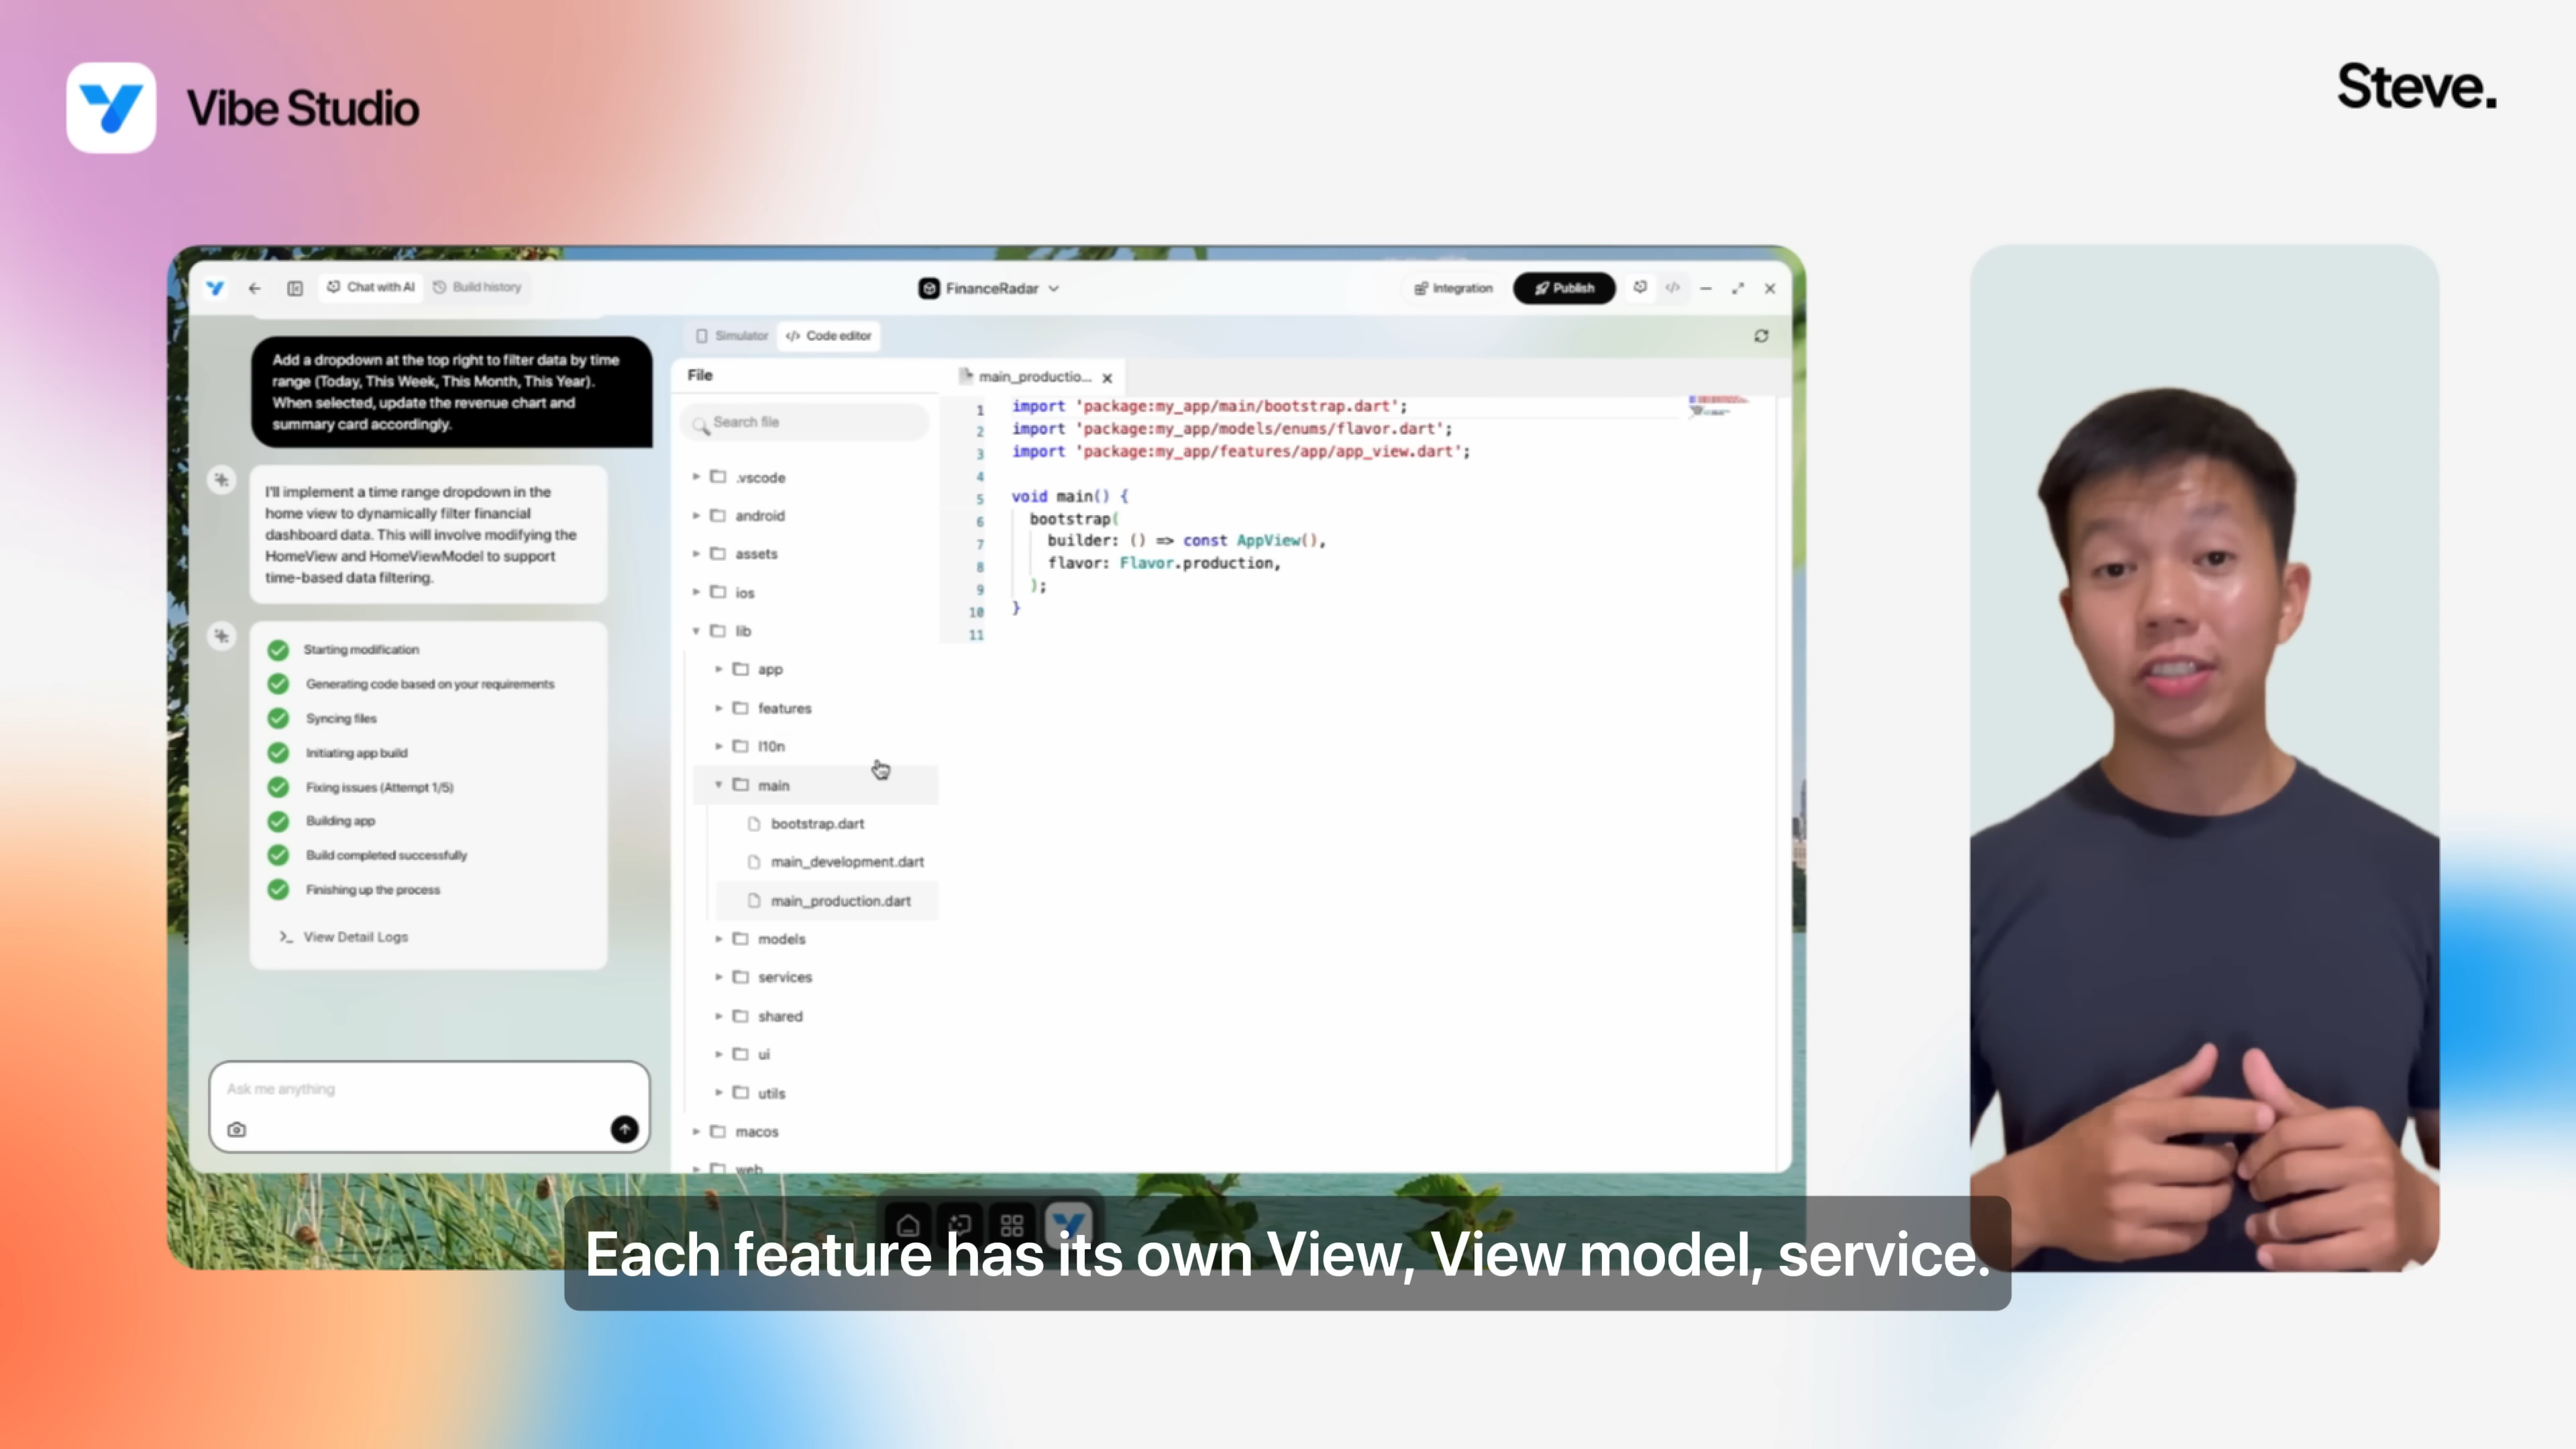 Vibe Studio
Steve.
Chat with AI
Build history
FinanceRadar
Integration
Publish
Add a dropdown at the top right to filter data by time
range (Today, This Week, This Month, This Year).
When selected, update the revenue chart and
summary card accordingly.
I'll implement a time range dropdown in the
home view to dynamically filter financial
dashboard data. This will involve modifying the
HomeView and HomeViewModel to support
time-based data filtering.
Starting modification
Generating code based on your requirements
Syncing files
Initiating app build
Fixing issues (Attempt 1/5)
Building app
Build completed successfully
Finishing up the process
>_ View Detail Logs
Ask me anything
Simulator
</> Code editor
File
Search file
.vscode
android
assets
ios
lib
app
features
l10n
main
bootstrap.dart
main_development.dart
main_production.dart
models
services
shared
ui
utils
macos
web
main_productio...
1 import 'package:my_app/main/bootstrap.dart';
2 import 'package:my_app/models/enums/flavor.dart';
3 import 'package:my_app/features/app/app_view.dart';
4
5 void main() {
6 bootstrap(
7 builder: () => const AppView(),
8 flavor: Flavor.production,
9 );
10 }
11
Each feature has its own View, View model, service.